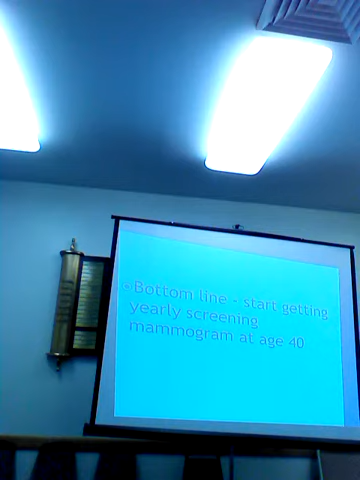 - Bottom line - start getting
yearly screening
mammogram at age 40